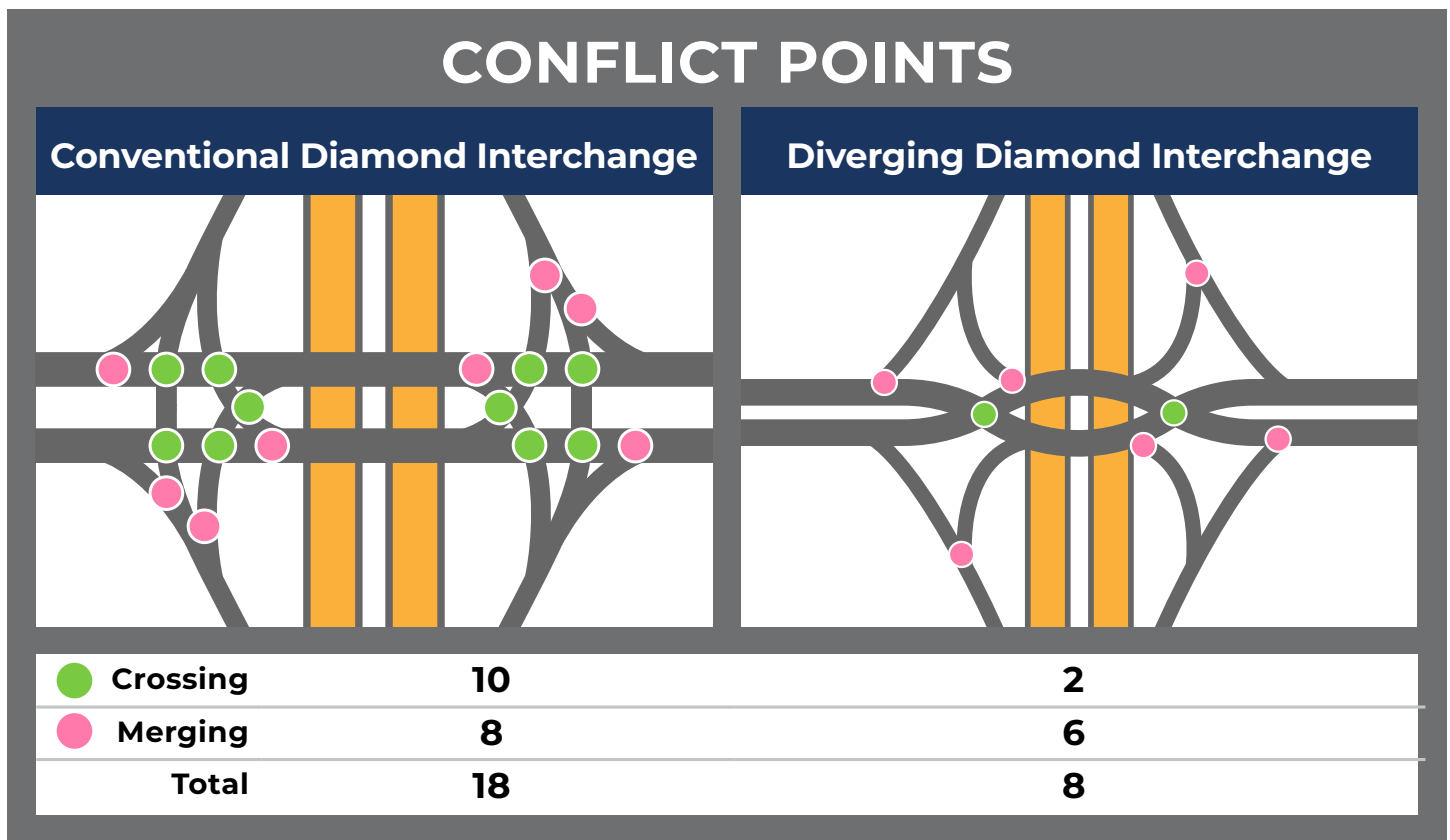 CONFLICT POINTS
Conventional Diamond Interchange
Diverging Diamond Interchange
Crossing 10 2
Merging 8 6
Total 18 8